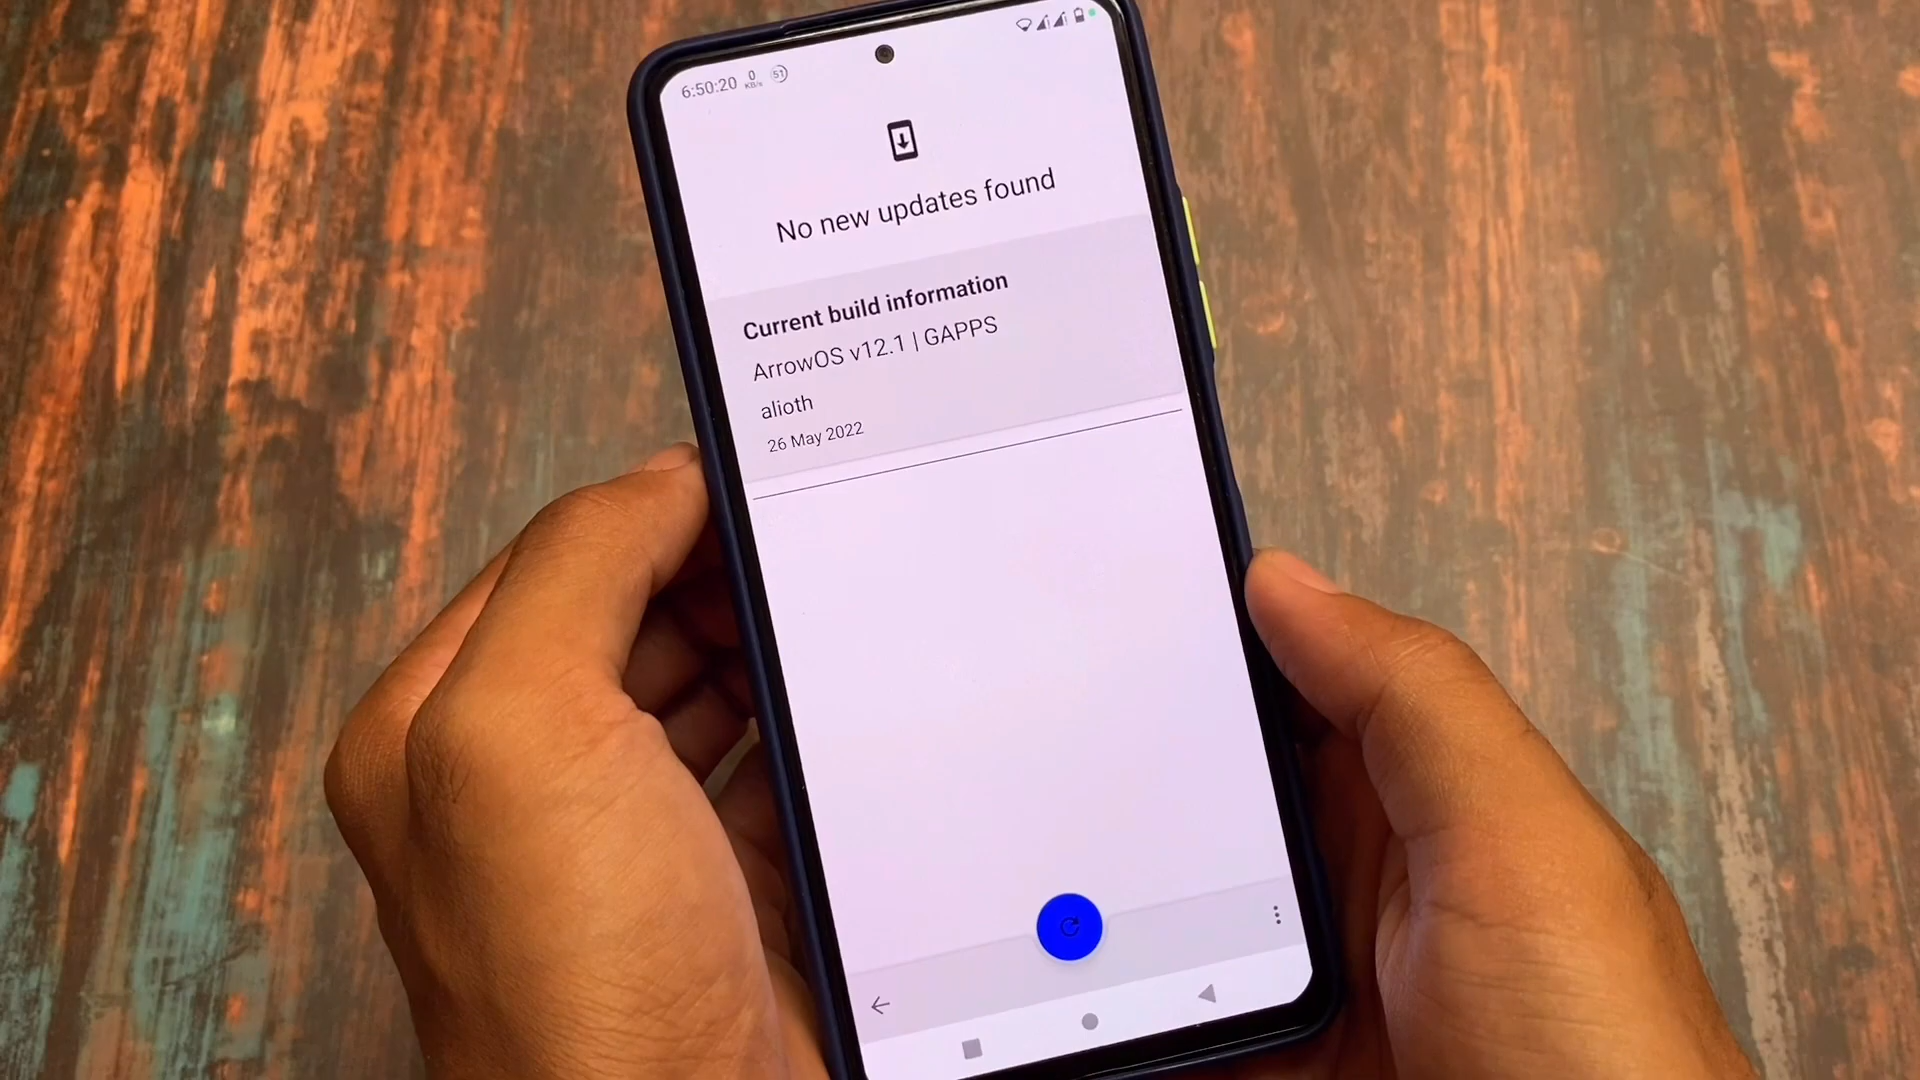 6:50:20 0 KB/s 51
No new updates found
Current build information
ArrowOS v12.1 | GAPPS
alioth
26 May 2022